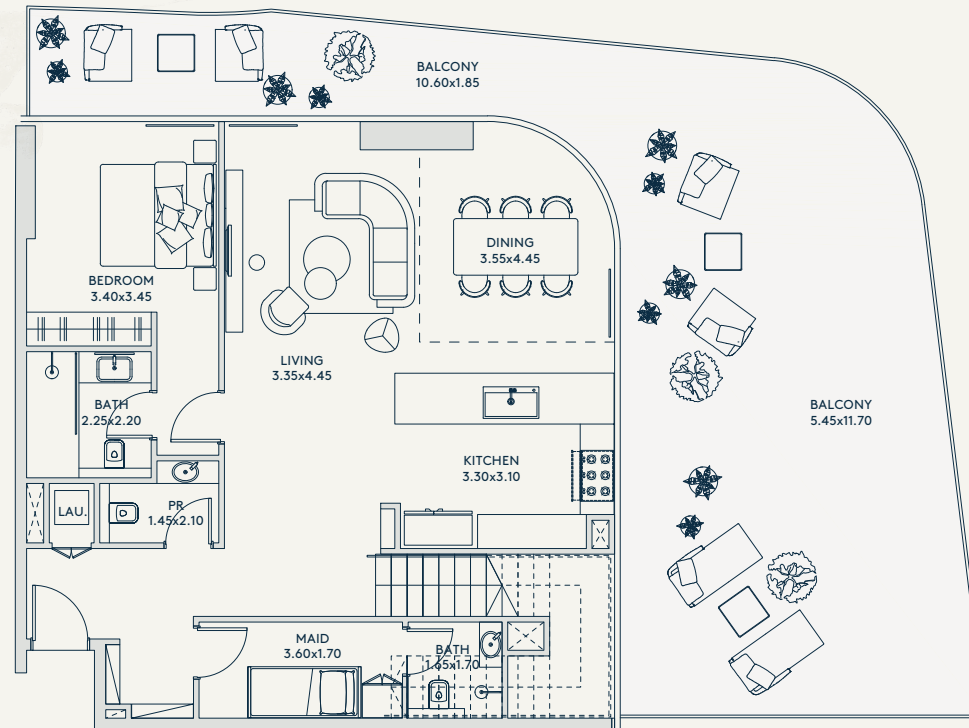 BALCONY
10.60x1.85
BEDROOM
3.40x3.45
DINING
3.55x4.45
LIVING
3.35x4.45
BATH
2.25x2.20
BALCONY
5.45x11.70
KITCHEN
3.30x3.10
LAU.
PR
1.45x2.10
MAID
3.60x1.70
BATH
1.65x1.70